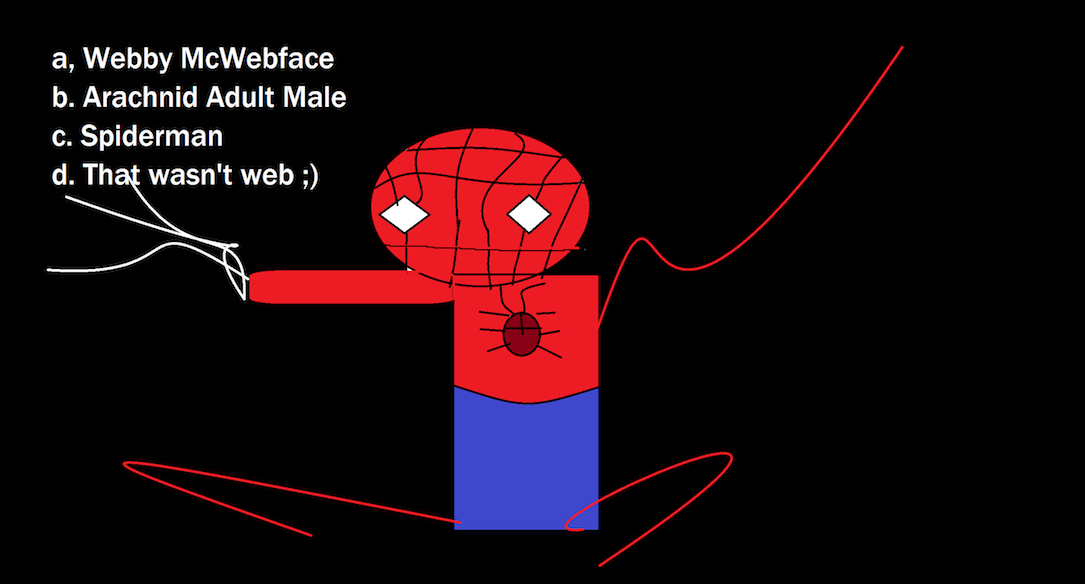 a, Webby McWebface
b. Arachnid Adult Male
c. Spiderman
d. That wasn't web ;)